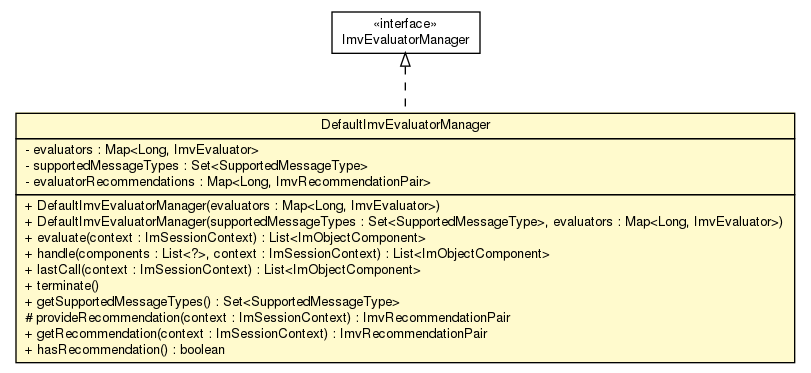 «interface»
ImvEvaluatorManager
DefaultImvEvaluatorManager
- evaluators : Map<Long, ImvEvaluator>
- supportedMessageTypes : Set<SupportedMessageType>
- evaluatorRecommendations : Map<Long, ImvRecommendationPair>
+ DefaultImvEvaluatorManager(evaluators : Map<Long, ImvEvaluator>)
+ DefaultImvEvaluatorManager(supportedMessageTypes : Set<SupportedMessageType>, evaluators : Map<Long, ImvEvaluator>)
+ evaluate(context : ImSessionContext) : List<ImObjectComponent>
+ handle(components : List<?>, context : ImSessionContext) : List<ImObjectComponent>
+ lastCall(context : ImSessionContext) : List<ImObjectComponent>
+ terminate()
+ getSupportedMessageTypes() : Set<SupportedMessageType>
# provideRecommendation(context : ImSessionContext) : ImvRecommendationPair
+ getRecommendation(context : ImSessionContext) : ImvRecommendationPair
+ hasRecommendation() : boolean